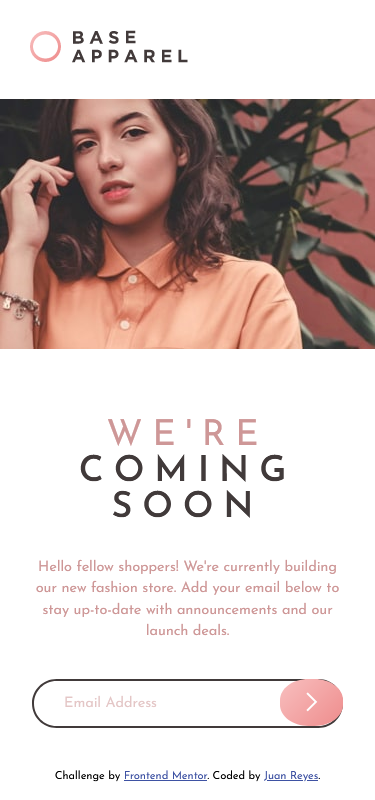 BASE
APPAREL
WE'RE
COMING
SOON
Hello fellow shoppers! We're currently building
our new fashion store. Add your email below to
stay up-to-date with announcements and our
launch deals.
Email Address
Challenge by Frontend Mentor. Coded by Juan Reyes.